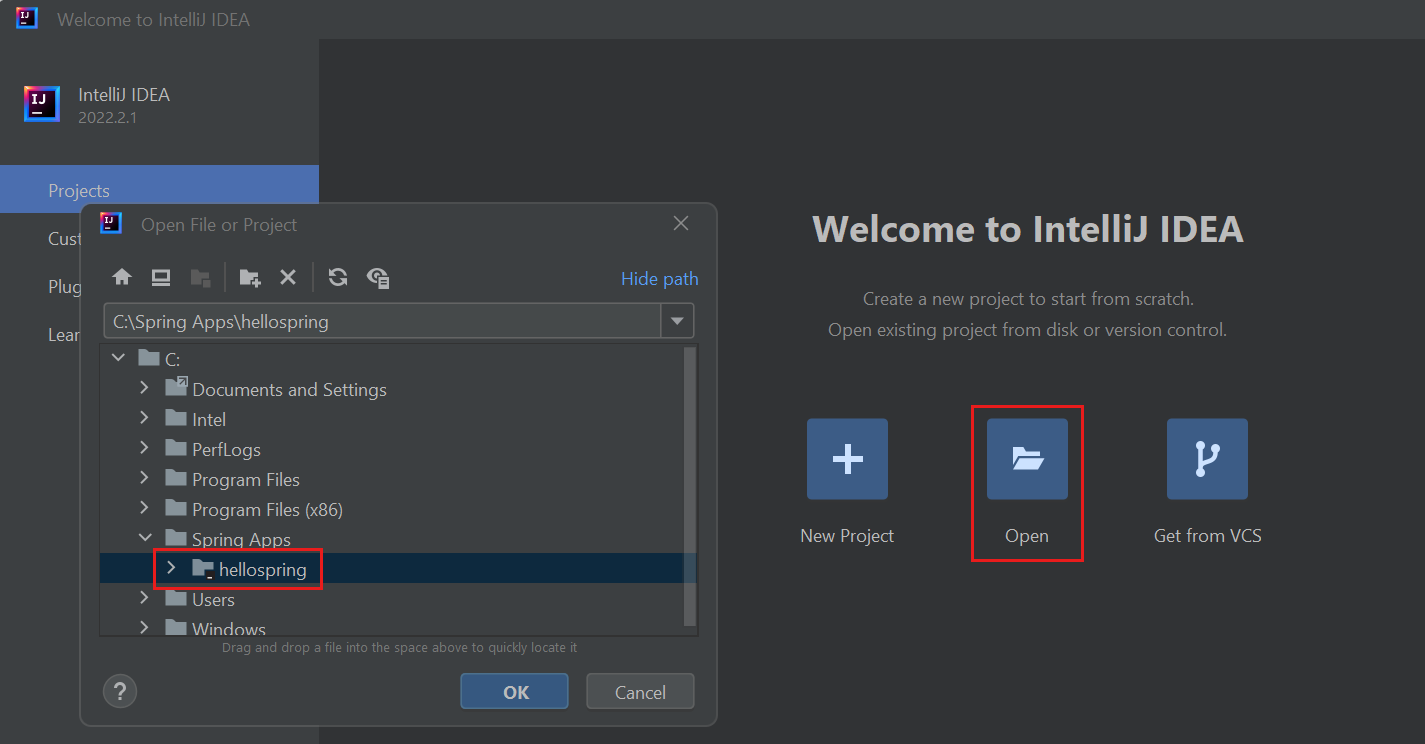 Welcome to IntelliJ IDEA
IntelliJ IDEA
2022.2.1
Projects
Cust
Plug
Lear
Open File or Project
Hide path
C:\Spring Apps\hellospring
C:
Documents and Settings
Intel
PerfLogs
Program Files
Program Files (x86)
Spring Apps
hellospring
Users
Windows
Drag and drop a file into the space above to quickly locate it
?
OK
Cancel
Welcome to IntelliJ IDEA
Create a new project to start from scratch.
Open existing project from disk or version control.
New Project
Open
Get from VCS